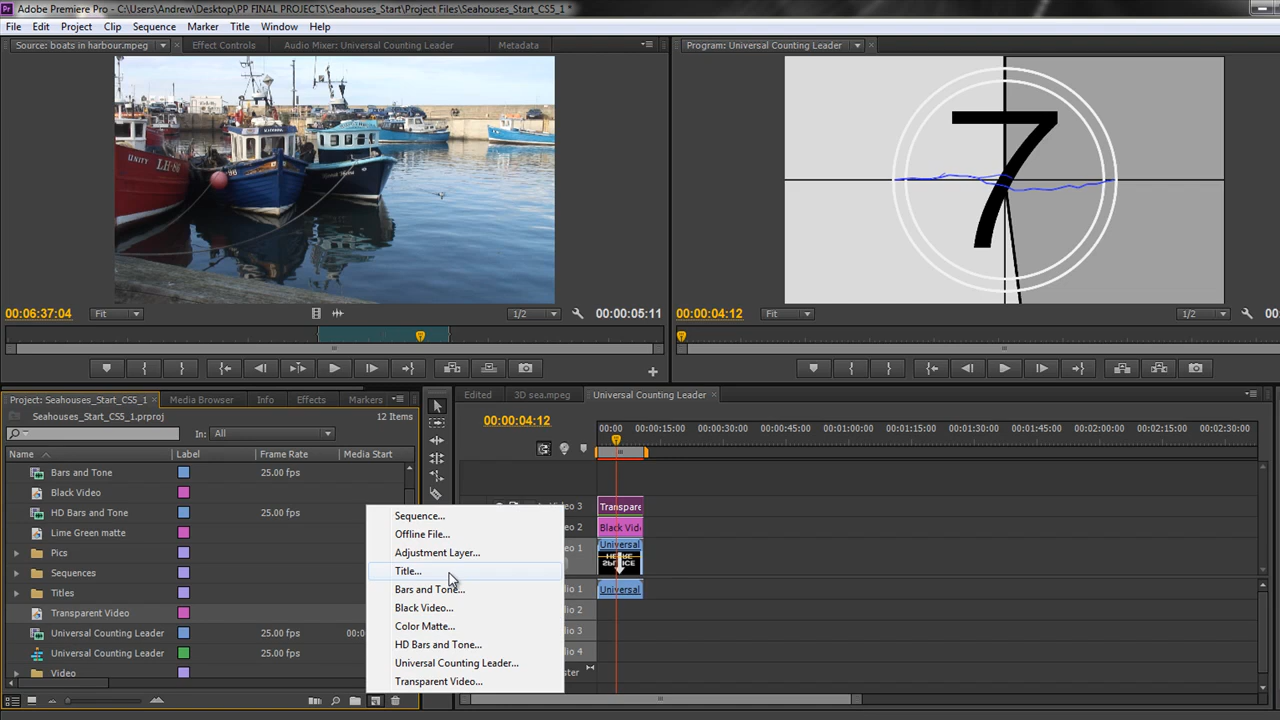 Adobe Premiere Pro - C:\Users\Andrew\Desktop\PP FINAL PROJECTS\Seahouses_Start\Project Files\Seahouses_Start_CS5_1 *
File Edit Project Clip Sequence Marker Title Window Help
Source: boats in harbour.mpeg Effect Controls Audio Mixer: Universal Counting Leader Metadata
Program: Universal Counting Leader
UNITY
LH
7
00:06:37:04 Fit 1/2 00:00:05:11
00:00:04:12 Fit 1/2 00:
Project: Seahouses_Start_CS5_1 Media Browser Info Effects Markers
Seahouses_Start_CS5_1.prproj 12 Items
In: All
Name Label Frame Rate Media Start
Bars and Tone 25.00 fps
Black Video
HD Bars and Tone 25.00 fps
Lime Green matte
Pics
Sequences
Titles
Transparent Video
Universal Counting Leader 25.00 fps 00:0
Universal Counting Leader 25.00 fps
Video
Sequence...
Offline File...
Adjustment Layer...
Title...
Bars and Tone...
Black Video...
Color Matte...
HD Bars and Tone...
Universal Counting Leader...
Transparent Video...
Edited 3D sea.mpeg Universal Counting Leader
00:00:04:12
00:00 00:00:15:00 00:00:30:00 00:00:45:00 00:01:00:00 00:01:15:00 00:01:30:00 00:01:45:00 00:02:00:00 00:02:15:00 00:02:30:00
Video 3 Transpare
eo 2 Black Vid
eo 1 Universal
dio 1 Universal
dio 2
dio 3
dio 4
ster